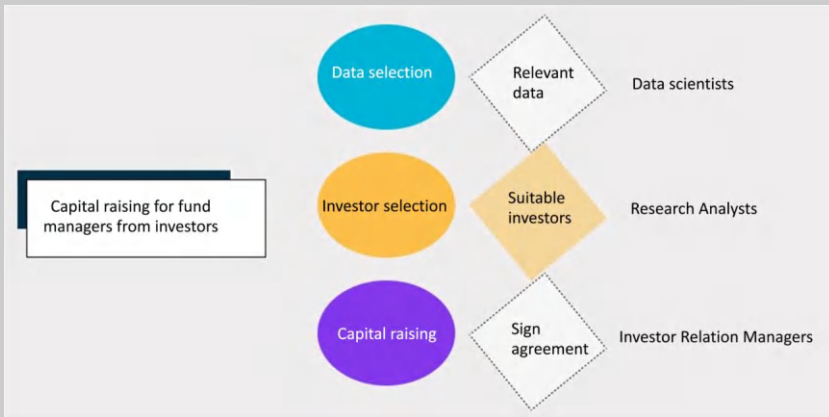 Data selection
Relevant
data
Data scientists
Capital raising for fund
managers from investors
Investor selection
Suitable
investors
Research Analysts
Capital raising
Sign
agreement
Investor Relation Managers